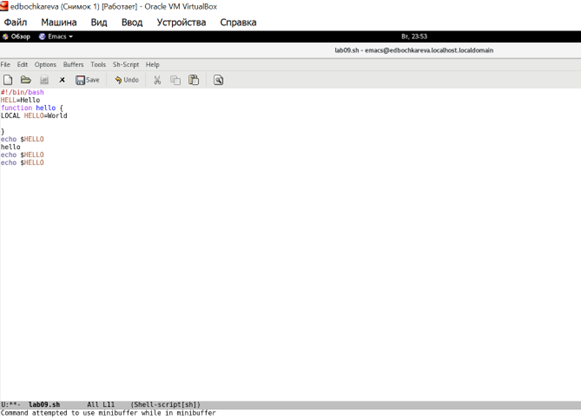 edbochkareva (Снимок 1) [Работает] - Oracle VM VirtualBox
Файл Машина Вид Ввод Устройства Справка
Обзор Emacs Вт, 23:53
lab09.sh - emacs@edbochkareva.localhost.localdomain
File Edit Options Buffers Tools Sh-Script Help
Save Undo
#!/bin/bash
HELL=Hello
function hello {
LOCAL HELLO=World
}
echo $HELLO
hello
echo $HELLO
echo $HELLO
U:**- lab09.sh All L11 (Shell-script[sh])
Command attempted to use minibuffer while in minibuffer